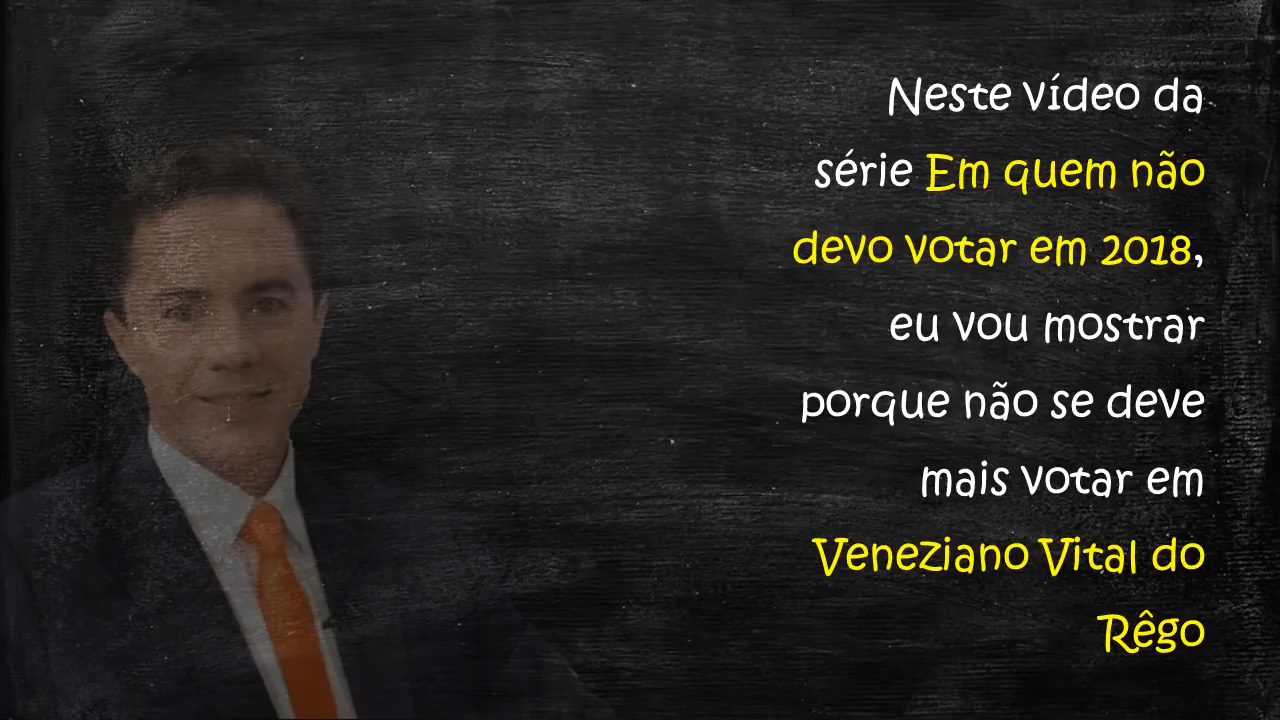 Neste vídeo da
série Em quem não
devo votar em 2018,
eu vou mostrar
porque não se deve
mais votar em
Veneziano Vital do
Rêgo